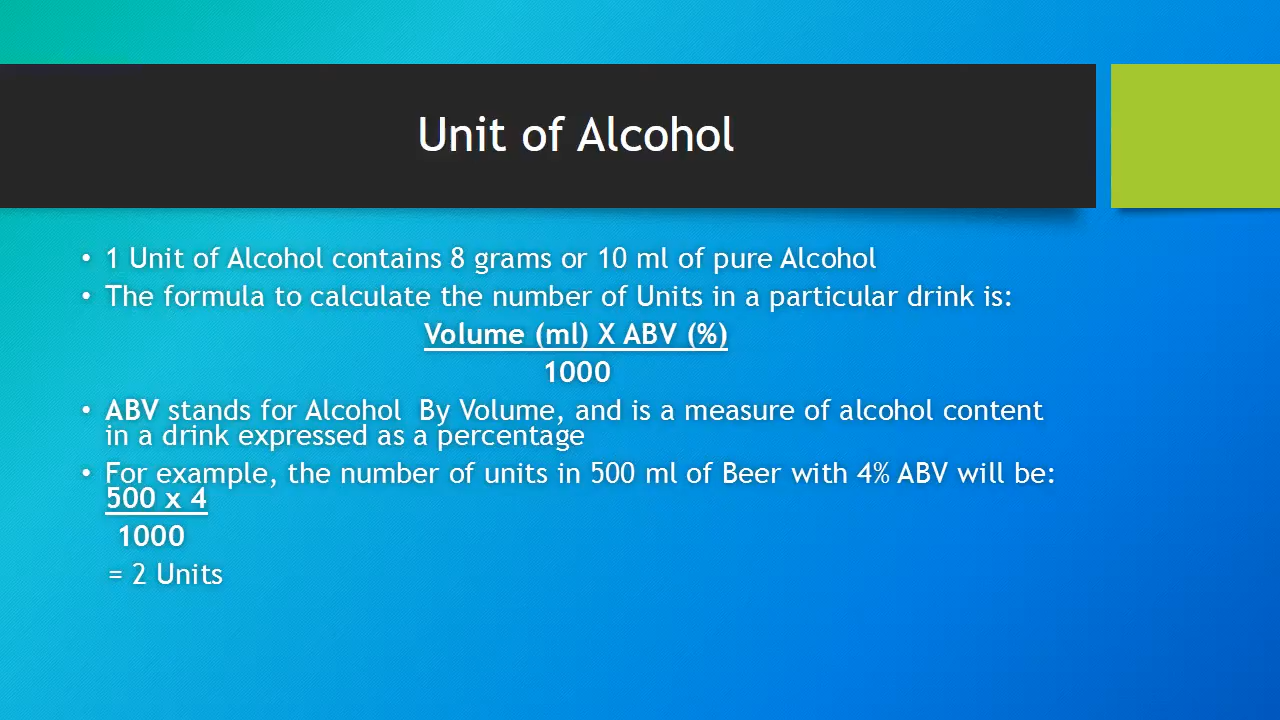 Unit of Alcohol
• 1 Unit of Alcohol contains 8 grams or 10 ml of pure Alcohol
• The formula to calculate the number of Units in a particular drink is:
Volume (ml) X ABV (%)
1000
• ABV stands for Alcohol  By Volume, and is a measure of alcohol content
in a drink expressed as a percentage
• For example, the number of units in 500 ml of Beer with 4% ABV will be:
500 x 4
1000
= 2 Units